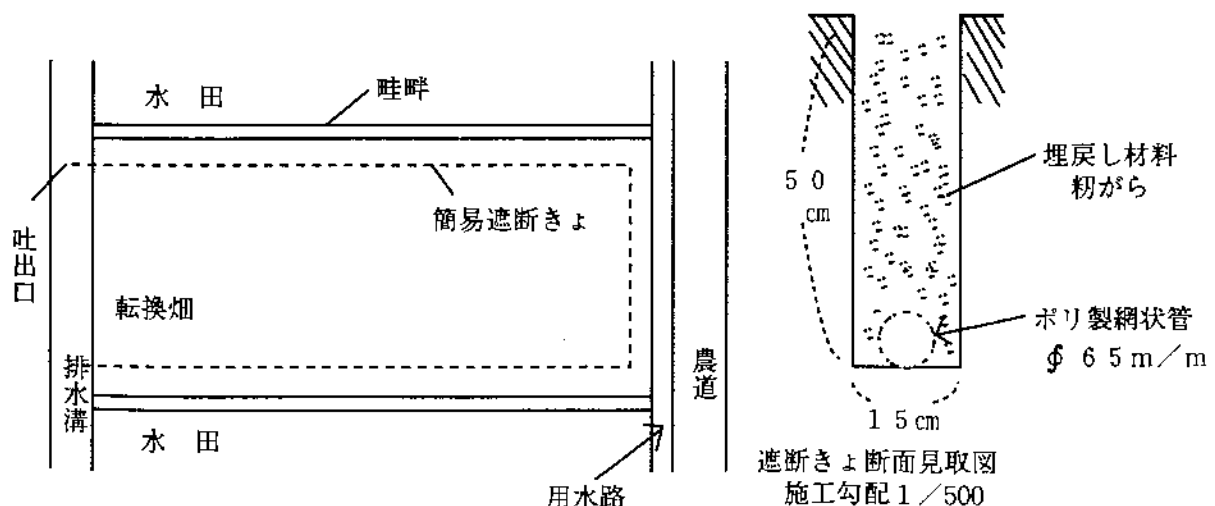 水　田
畦畔
簡易遮断きょ
吐出口
転換畑
排水溝
水　田
用水路
農道
50
cm
埋戻し材料
籾がら
ポリ製網状管
∮65m／m
15cm
遮断きょ断面見取図
施工勾配1／500